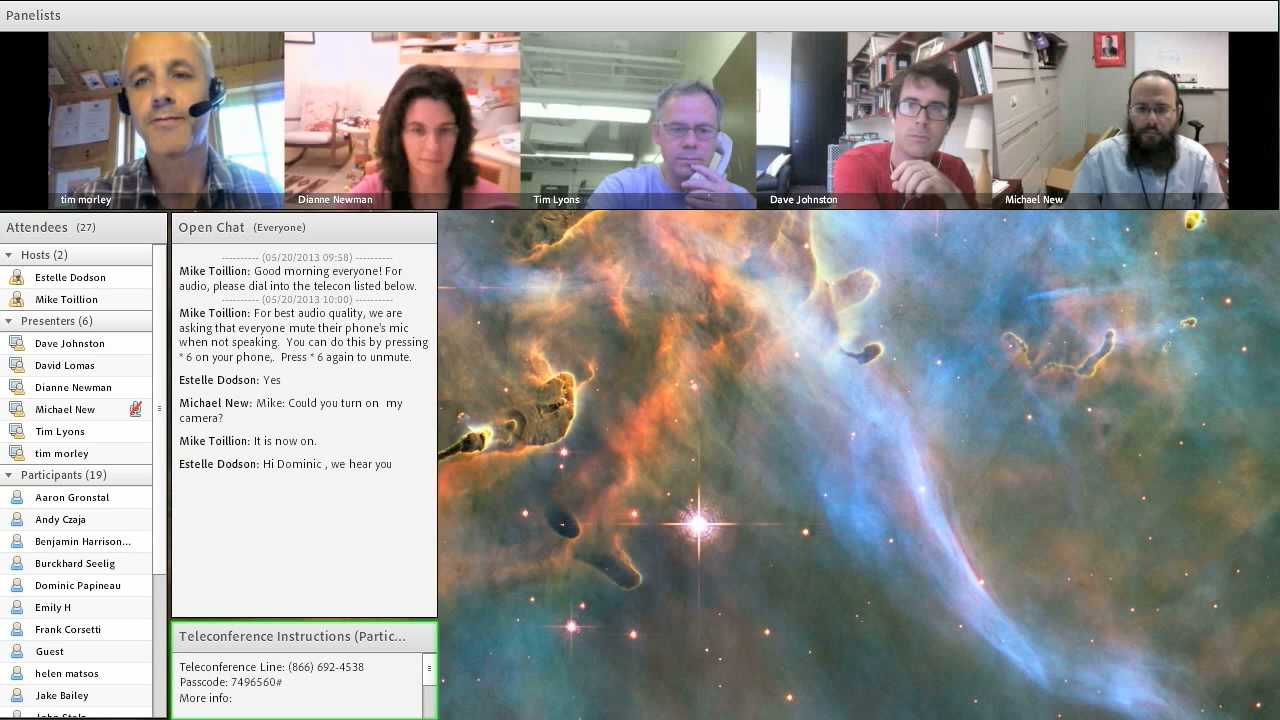 Panelists
tim morley
Dianne Newman
Tim Lyons
Dave Johnston
Michael New
Attendees (27)
Hosts (2)
Estelle Dodson
Mike Toillion
Presenters (6)
Dave Johnston
David Lomas
Dianne Newman
Michael New
Tim Lyons
tim morley
Participants (19)
Aaron Gronstal
Andy Czaja
Benjamin Harrison...
Burckhard Seelig
Dominic Papineau
Emily H
Frank Corsetti
Guest
helen matsos
Jake Bailey
Open Chat (Everyone)
---------- (05/20/2013 09:58) ----------
Mike Toillion: Good morning everyone! For
audio, please dial into the telecon listed below.
---------- (05/20/2013 10:00) ----------
Mike Toillion: For best audio quality, we are
asking that everyone mute their phone's mic
when not speaking. You can do this by pressing
* 6 on your phone,. Press * 6 again to unmute.
Estelle Dodson: Yes
Michael New: Mike: Could you turn on my
camera?
Mike Toillion: It is now on.
Estelle Dodson: Hi Dominic , we hear you
Teleconference Instructions (Partic...
Teleconference Line: (866) 692-4538
Passcode: 7496560#
More info: